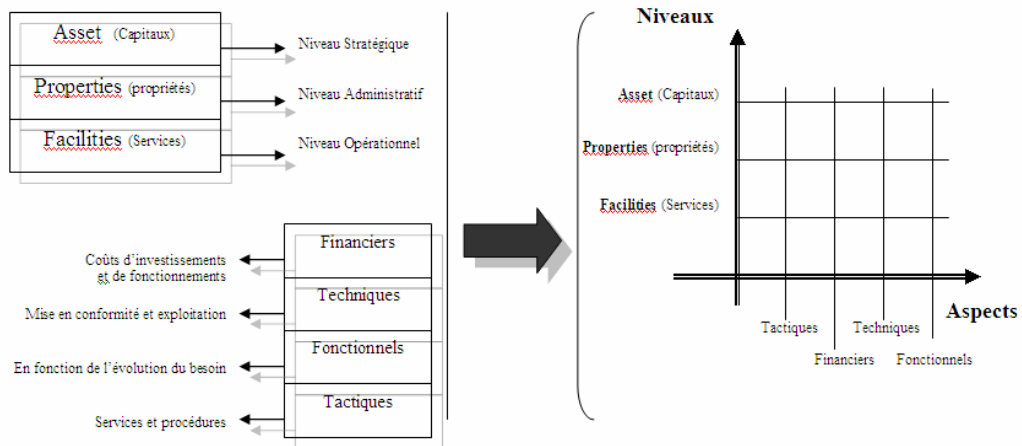 Asset (Capitaux)
Niveau Stratégique
Properties (propriétés)
Niveau Administratif
Facilities (Services)
Niveau Opérationnel
Financiers
Coûts d’investissements
et de fonctionnements
Techniques
Mise en conformité et exploitation
Fonctionnels
En fonction de l’évolution du besoin
Tactiques
Services et procédures
Niveaux
Asset (Capitaux)
Properties (propriétés)
Facilities (Services)
Aspects
Tactiques
Techniques
Financiers
Fonctionnels